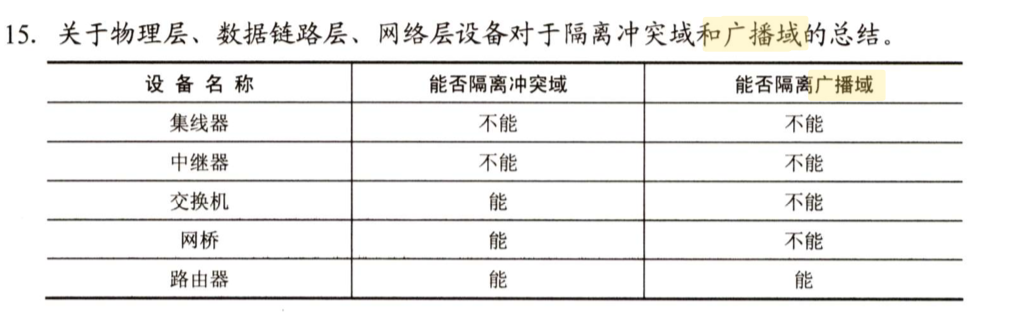 15. 关于物理层、数据链路层、网络层设备对于隔离冲突域和广播域的总结。
设备名称 能否隔离冲突域 能否隔离广播域
集线器 不能 不能
中继器 不能 不能
交换机 能 不能
网桥 能 不能
路由器 能 能